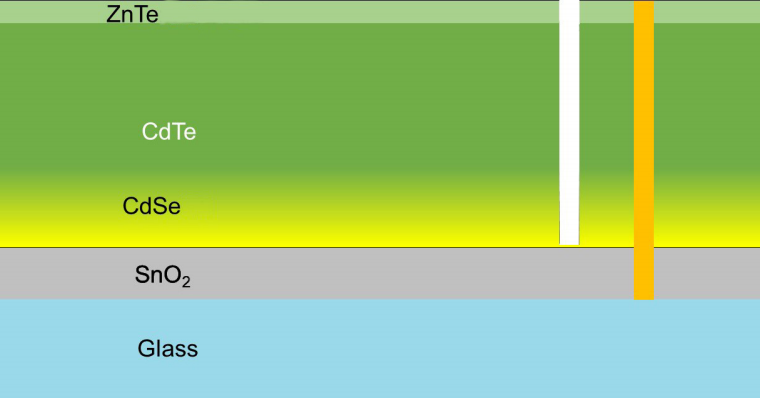 ZnTe
CdTe
CdSe
SnO₂
Glass